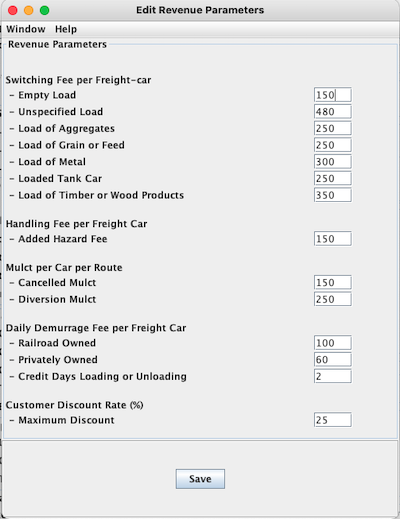 Edit Revenue Parameters
Window Help
Revenue Parameters
Switching Fee per Freight-car
- Empty Load 150
- Unspecified Load 480
- Load of Aggregates 250
- Load of Grain or Feed 250
- Load of Metal 300
- Loaded Tank Car 250
- Load of Timber or Wood Products 350
Handling Fee per Freight Car
- Added Hazard Fee 150
Mulct per Car per Route
- Cancelled Mulct 150
- Diversion Mulct 250
Daily Demurrage Fee per Freight Car
- Railroad Owned 100
- Privately Owned 60
- Credit Days Loading or Unloading 2
Customer Discount Rate (%)
- Maximum Discount 25
Save